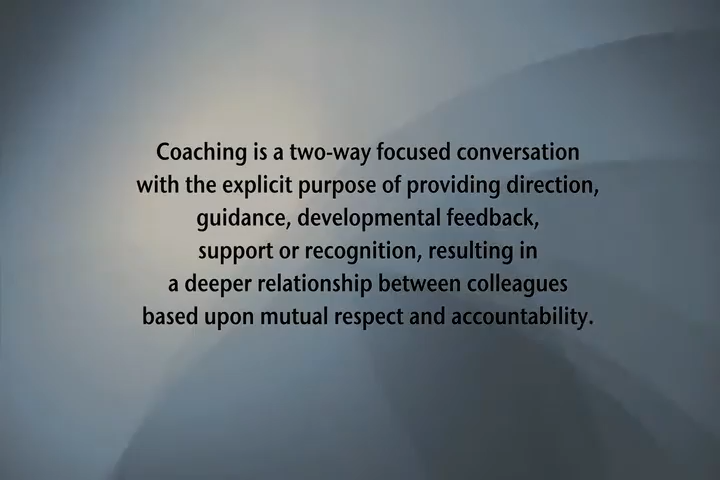 Coaching is a two-way focused conversation
with the explicit purpose of providing direction,
guidance, developmental feedback,
support or recognition, resulting in
a deeper relationship between colleagues
based upon mutual respect and accountability.